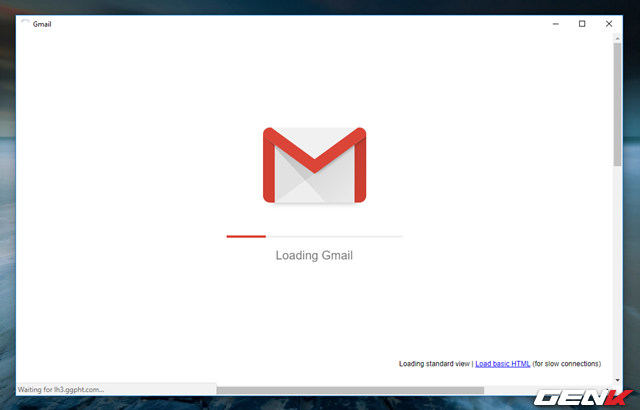 Gmail
Loading Gmail
Loading standard view | Load basic HTML (for slow connections)
Waiting for lh3.ggpht.com...
GENK